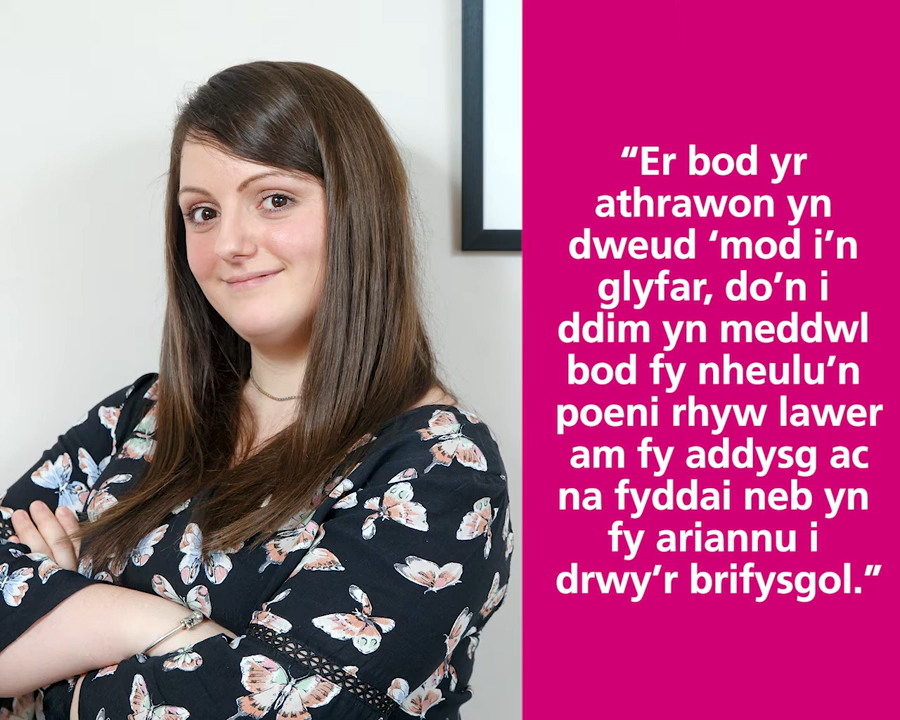 “Er bod yr
athrawon yn
dweud ‘mod i’n
glyfar, do’n i
ddim yn meddwl
bod fy nheulu’n
poeni rhyw lawer
am fy addysg ac
na fyddai neb yn
fy ariannu i
drwy’r brifysgol.”